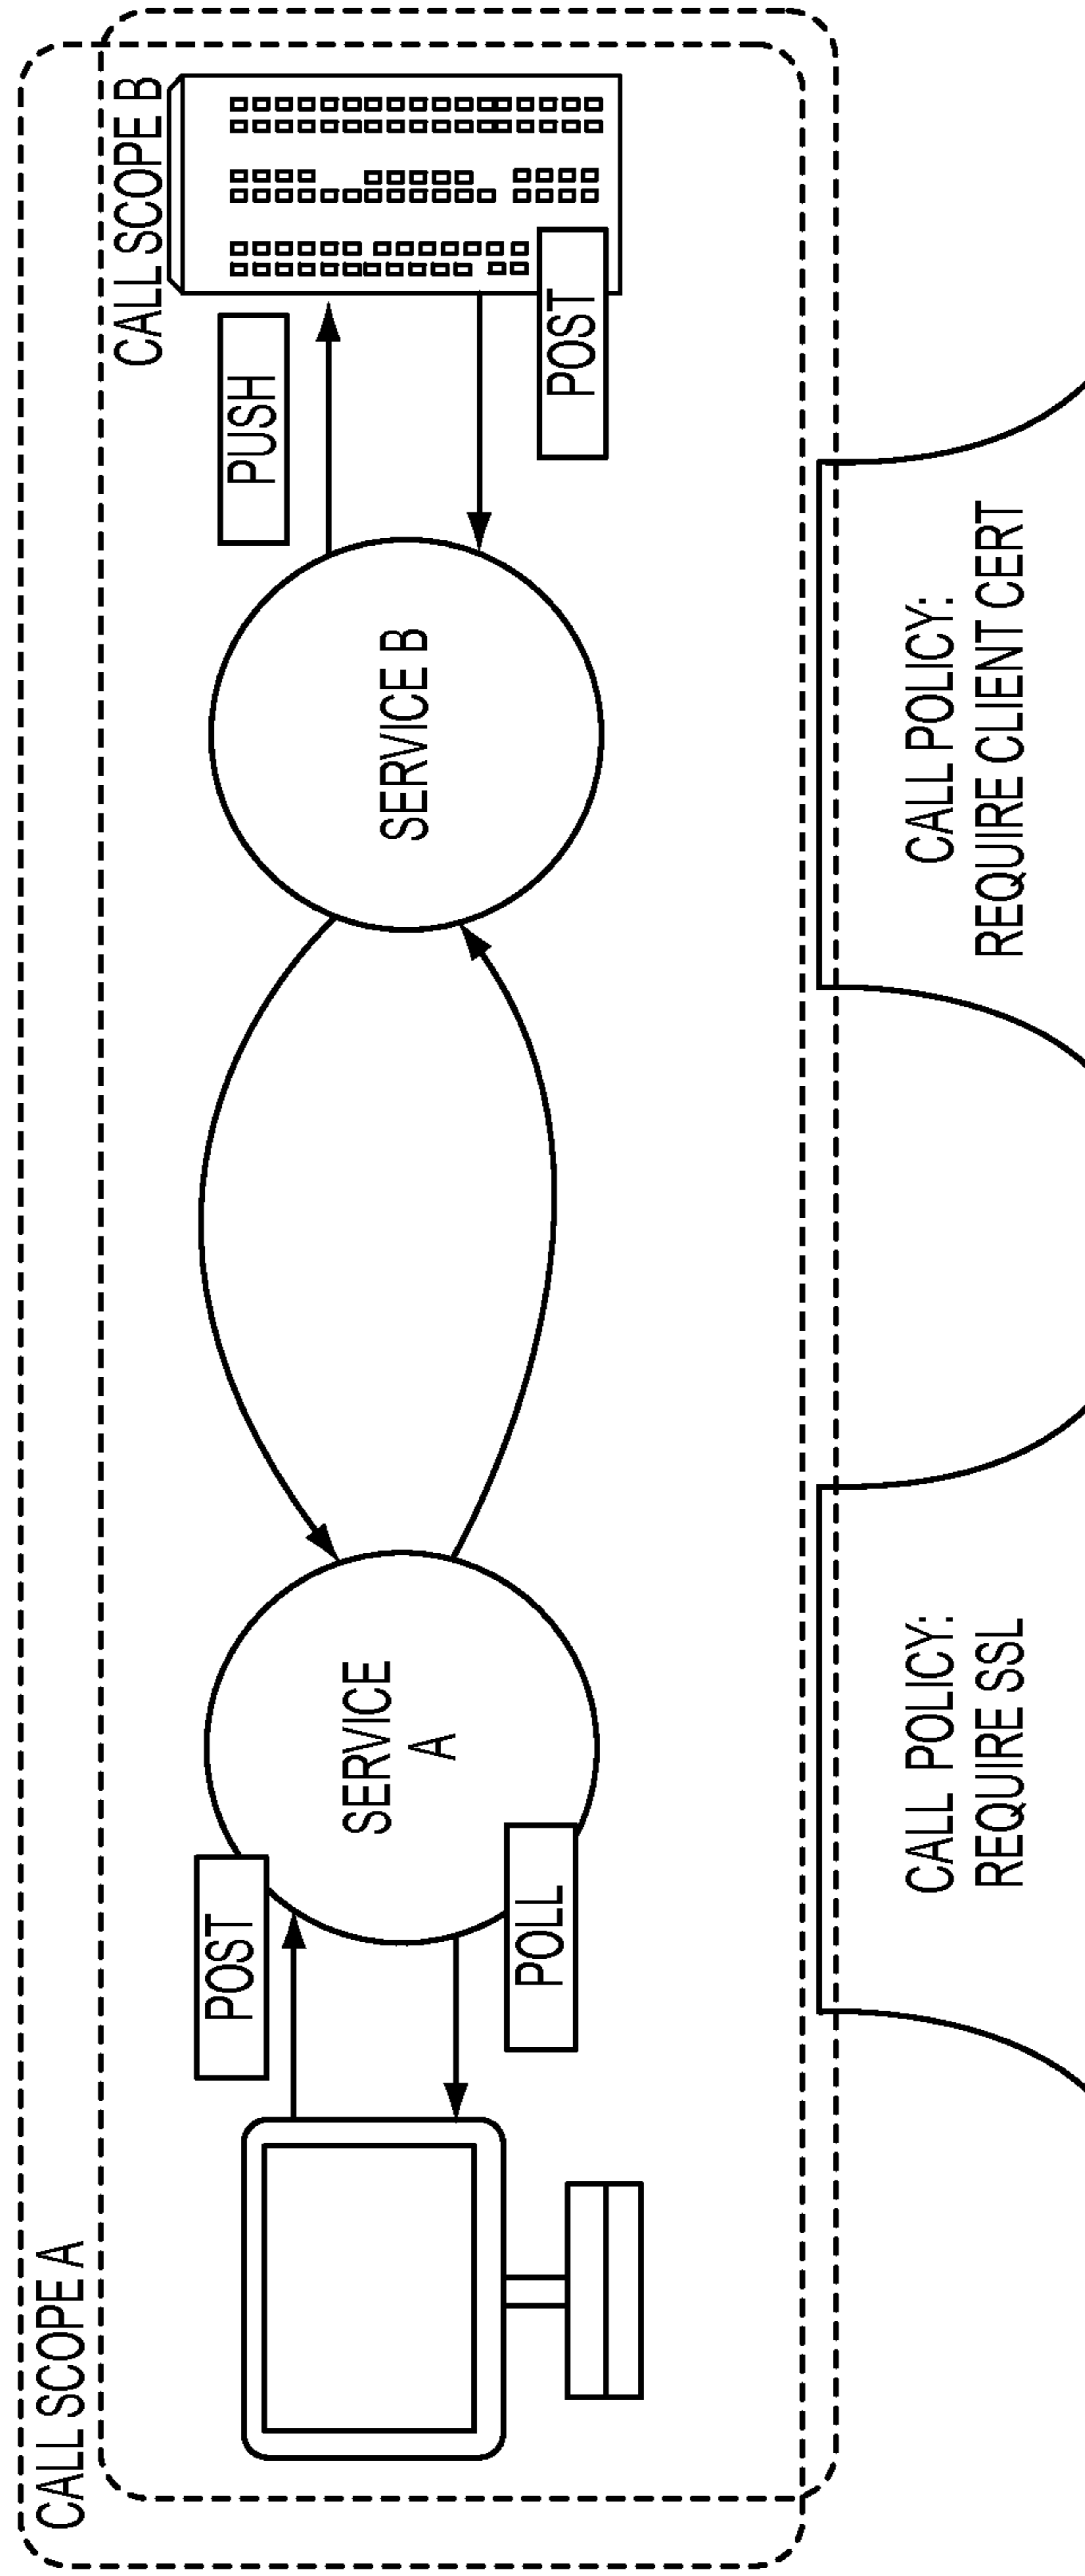 CALL SCOPE A
CALL SCOPE B
POST
SERVICE
A
POLL
SERVICE B
PUSH
POST
CALL POLICY:
REQUIRE SSL
CALL POLICY:
REQUIRE CLIENT CERT